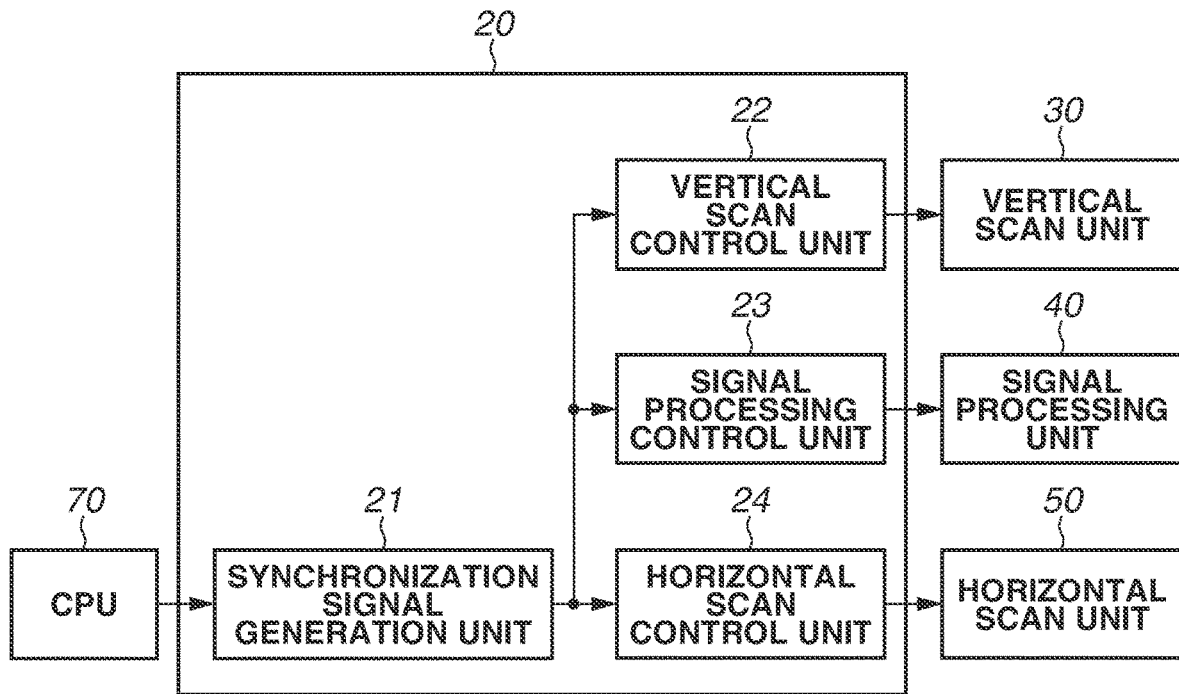 20
22
30
VERTICAL
SCAN
CONTROL UNIT
VERTICAL
SCAN UNIT
23
40
SIGNAL
PROCESSING
CONTROL UNIT
SIGNAL
PROCESSING
UNIT
70
21
24
50
CPU
SYNCHRONIZATION
SIGNAL
GENERATION UNIT
HORIZONTAL
SCAN
CONTROL UNIT
HORIZONTAL
SCAN UNIT